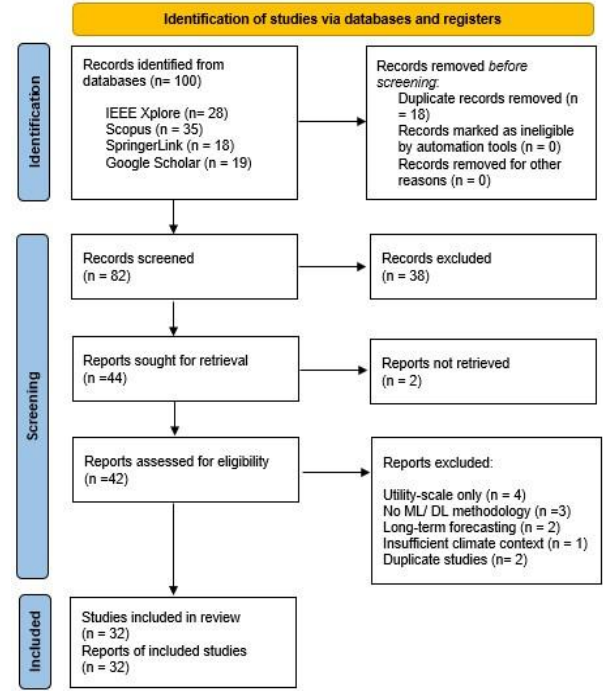 Identification of studies via databases and registers
Identification
Records identified from
databases (n= 100)
IEEE Xplore (n= 28)
Scopus (n = 35)
SpringerLink (n = 18)
Google Scholar (n = 19)
Records removed before
screening:
Duplicate records removed (n
= 18)
Records marked as ineligible
by automation tools (n = 0)
Records removed for other
reasons (n = 0)
Screening
Records screened
(n = 82)
Records excluded
(n = 38)
Reports sought for retrieval
(n =44)
Reports not retrieved
(n = 2)
Reports assessed for eligibility
(n =42)
Reports excluded:
Utility-scale only (n = 4)
No ML/ DL methodology (n =3)
Long-term forecasting (n = 2)
Insufficient climate context (n = 1)
Duplicate studies (n= 2)
Included
Studies included in review
(n = 32)
Reports of included studies
(n = 32)